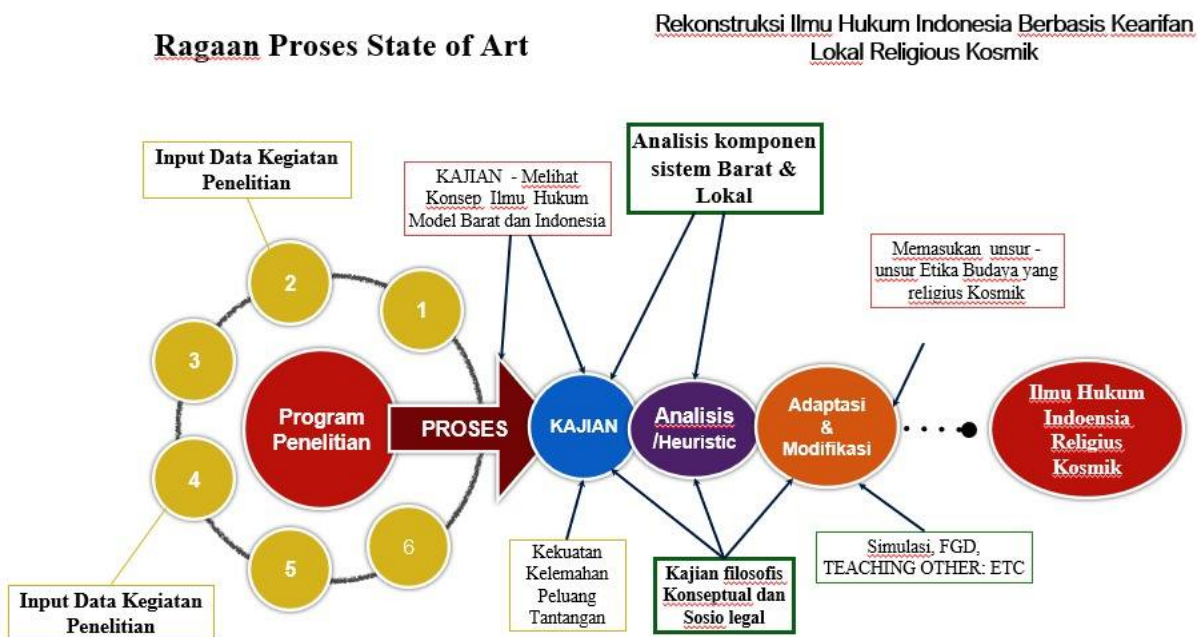 Ragaan Proses State of Art
Rekonstruksi Ilmu Hukum Indonesia Berbasis Kearifan
Lokal Religious Kosmik
Input Data Kegiatan
Penelitian
KAJIAN - Melihat
Konsep Ilmu Hukum
Model Barat dan Indonesia
Analisis komponen
sistem Barat &
Lokal
Memasukan unsur -
unsur Etika Budaya yang
religius Kosmik
2
1
3
4
5
6
Program
Penelitian
PROSES
KAJIAN
Analisis
/Heuristic
Adaptasi
&
Modifikasi
Ilmu Hukum
Indoensia
Religius
Kosmik
Input Data Kegiatan
Penelitian
Kekuatan
Kelemahan
Peluang
Tantangan
Kajian filosofis
Konseptual dan
Sosio legal
Simulasi, FGD,
TEACHING OTHER: ETC